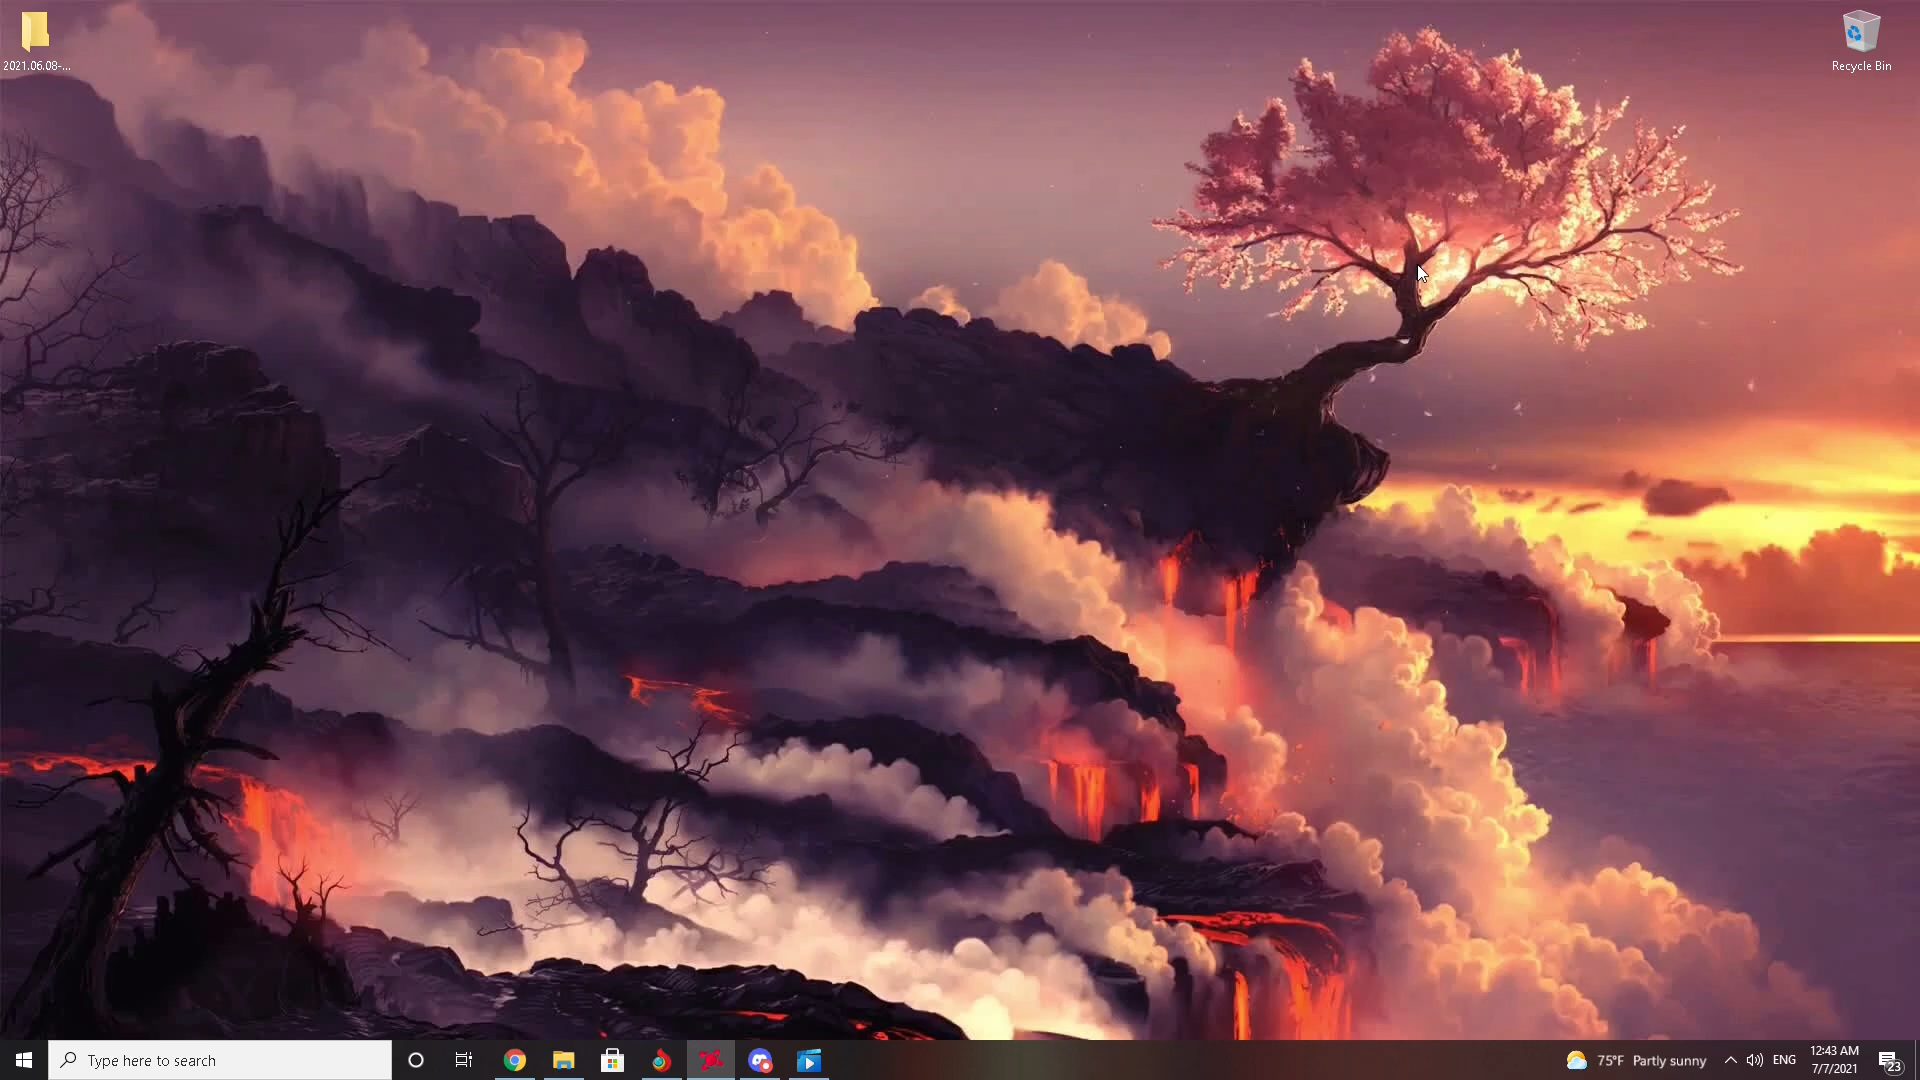 2021.06.08-...
Recycle Bin
Type here to search
75°F Partly sunny
ENG
12:43 AM
7/7/2021
23